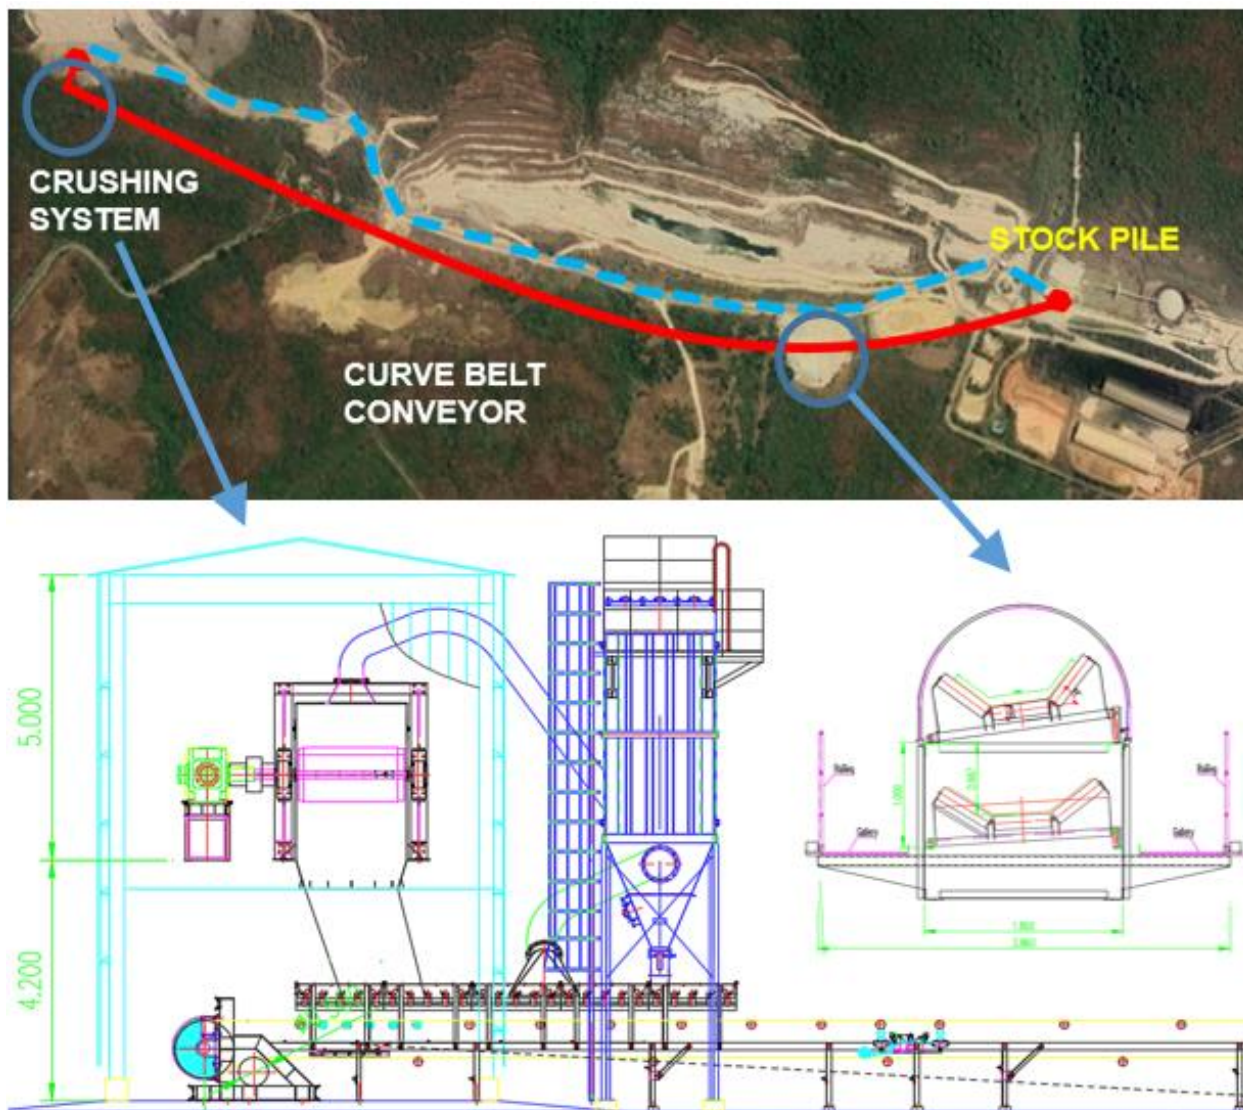 CRUSHING
SYSTEM
STOCK PILE
CURVE BELT
CONVEYOR
5.000
4.200
Railing
Railing
Gallery
Gallery